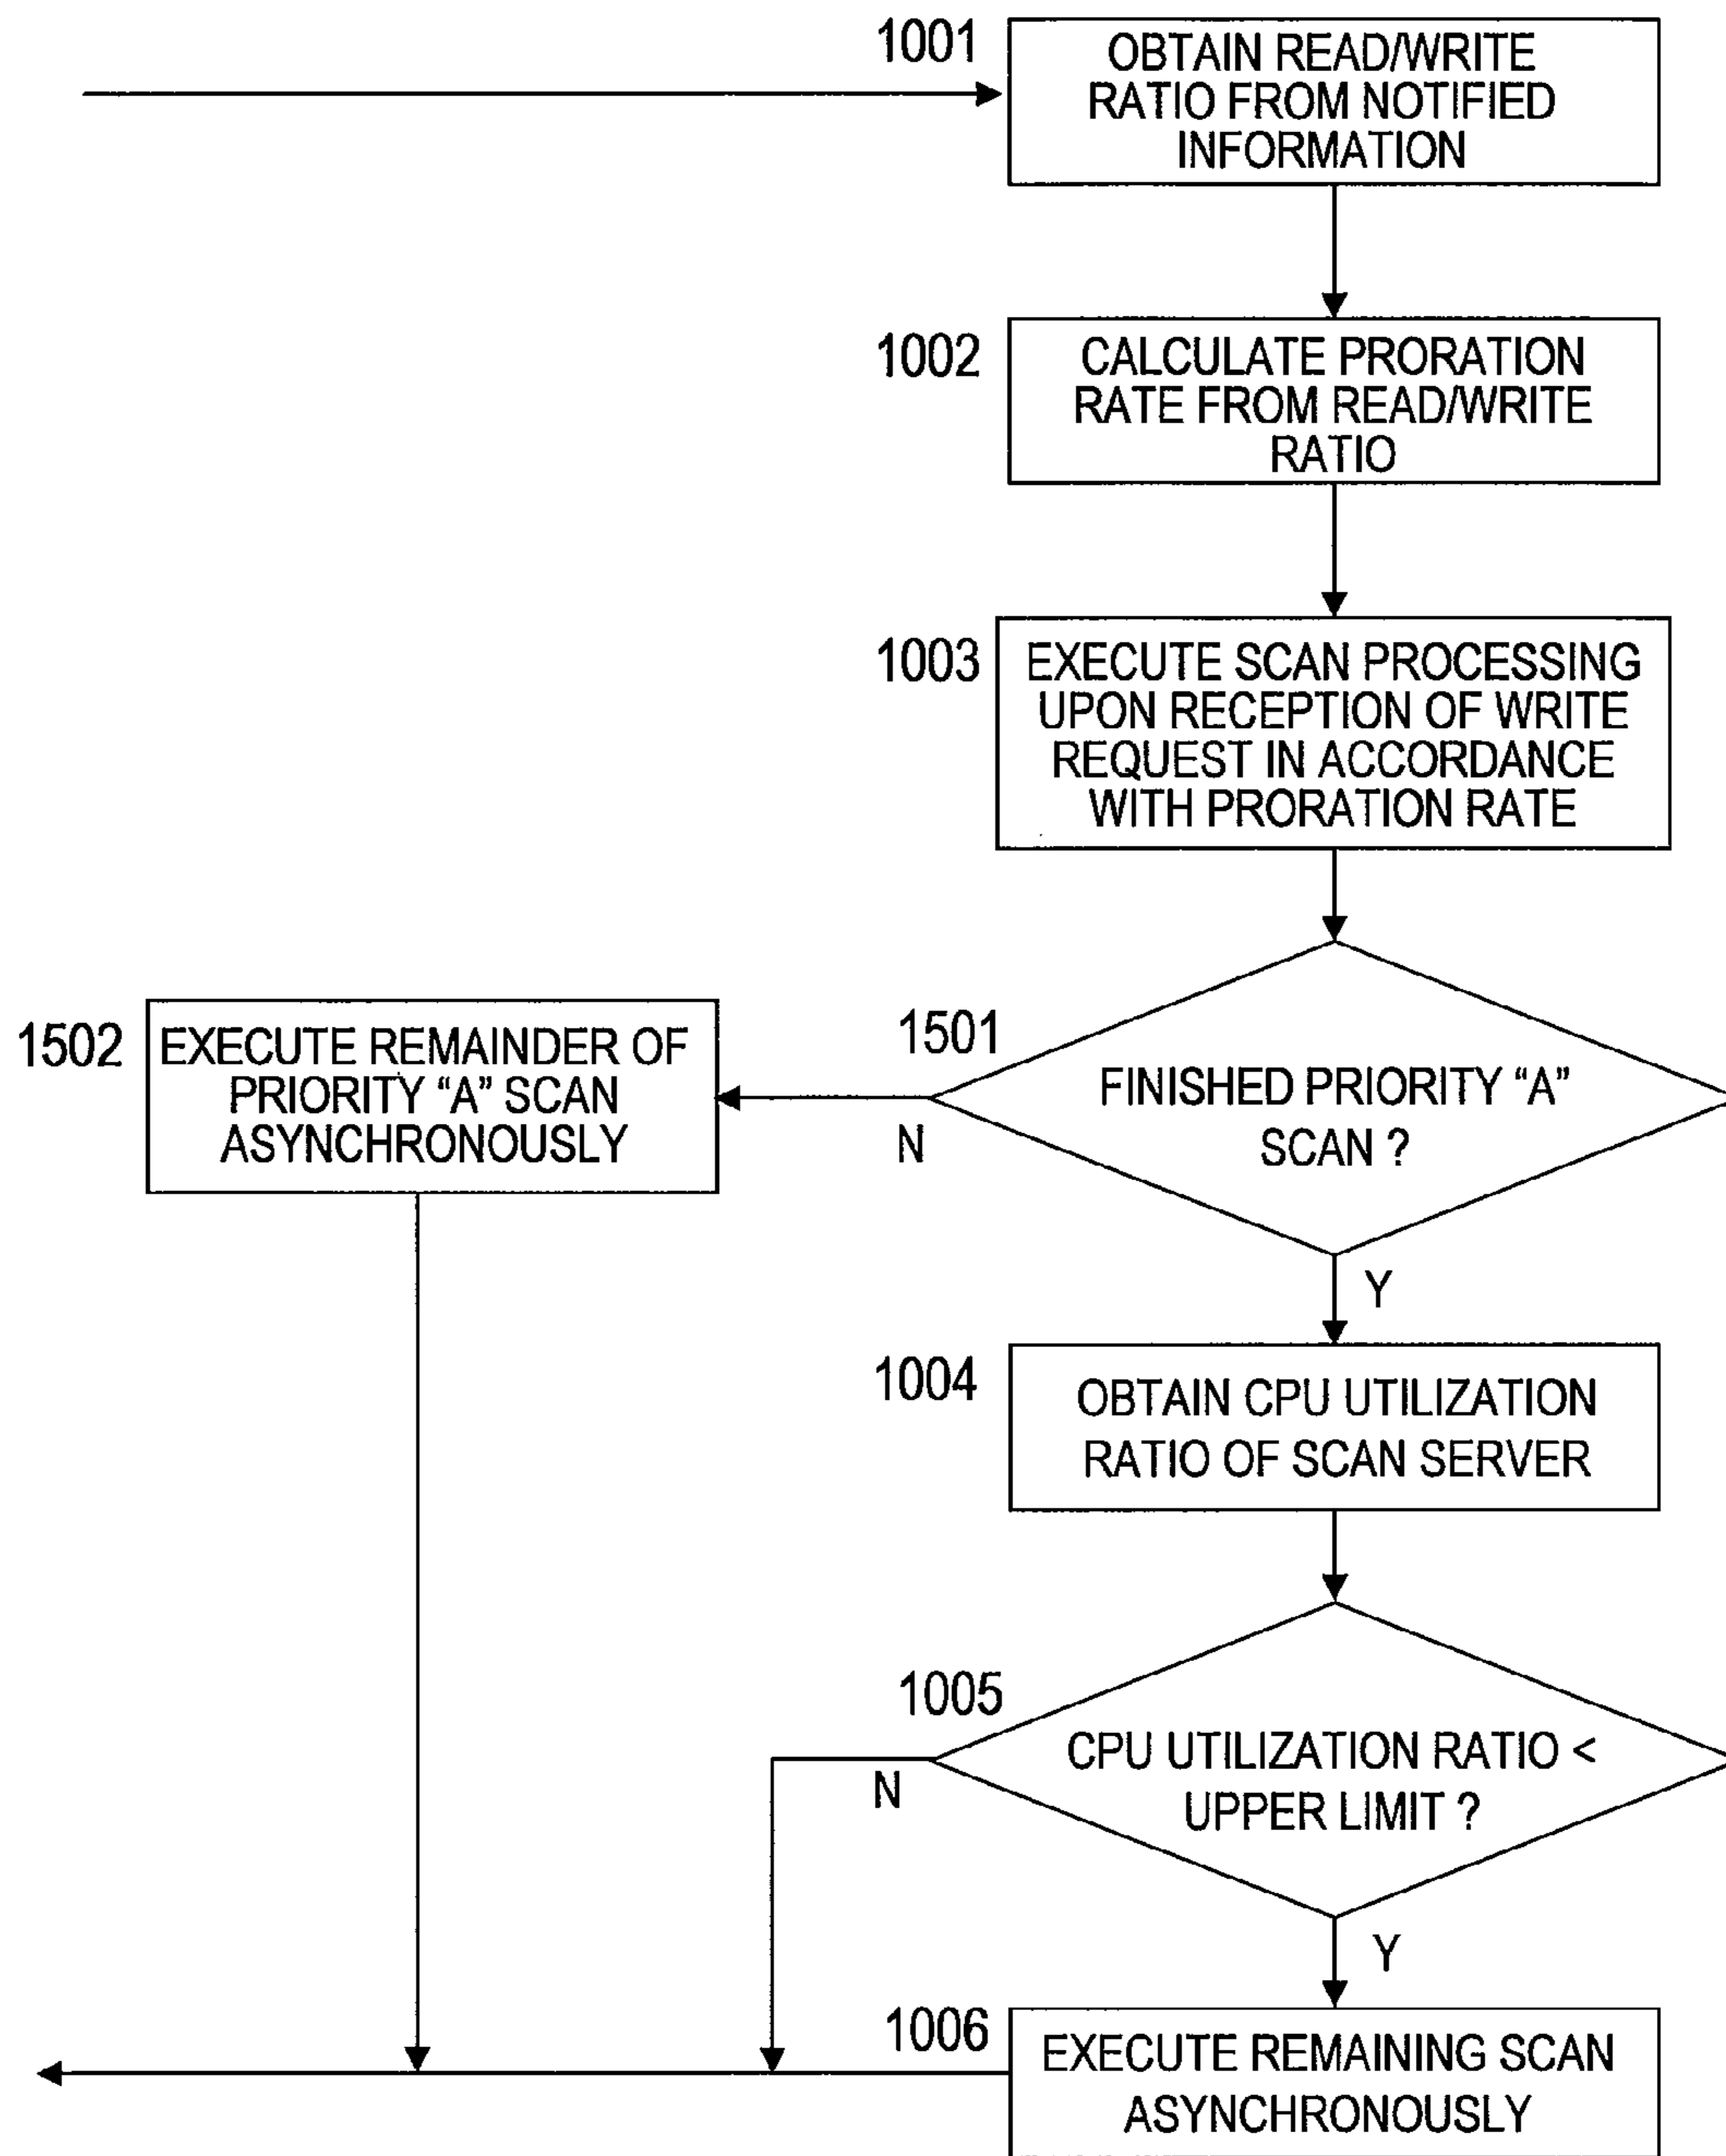 1001
OBTAIN READ/WRITE
RATIO FROM NOTIFIED
INFORMATION
1002
CALCULATE PRORATION
RATE FROM READ/WRITE
RATIO
1003
EXECUTE SCAN PROCESSING
UPON RECEPTION OF WRITE
REQUEST IN ACCORDANCE
WITH PRORATION RATE
1502
EXECUTE REMAINDER OF
PRIORITY “A” SCAN
ASYNCHRONOUSLY
1501
FINISHED PRIORITY “A”
SCAN ?
N
Y
1004
OBTAIN CPU UTILIZATION
RATIO OF SCAN SERVER
1005
CPU UTILIZATION RATIO <
UPPER LIMIT ?
N
Y
1006
EXECUTE REMAINING SCAN
ASYNCHRONOUSLY